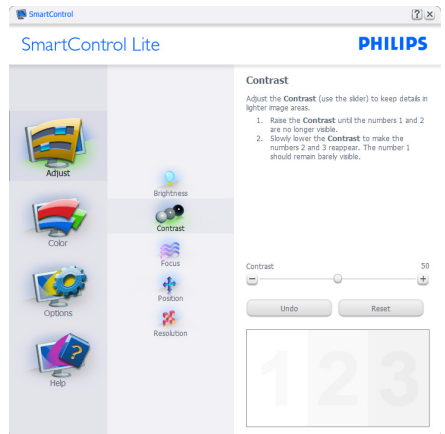 SmartControl
SmartControl Lite
PHILIPS
Adjust
Color
Options
Help
Brightness
Contrast
Focus
Position
Resolution
Contrast
Adjust the Contrast (use the slider) to keep details in
lighter image areas.
1. Raise the Contrast until the numbers 1 and 2
are no longer visible.
2. Slowly lower the Contrast to make the
numbers 2 and 3 reappear. The number 1
should remain barely visible.
Contrast 50
Undo Reset
1 2 3